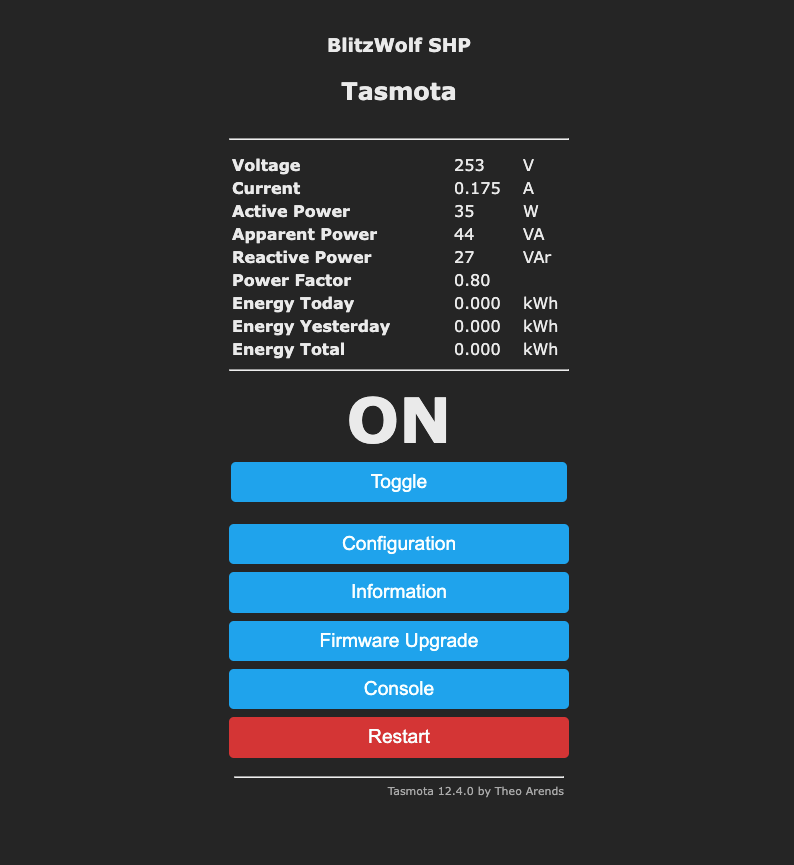 BlitzWolf SHP
Tasmota
Voltage 253 V
Current 0.175 A
Active Power 35 W
Apparent Power 44 VA
Reactive Power 27 VAr
Power Factor 0.80
Energy Today 0.000 kWh
Energy Yesterday 0.000 kWh
Energy Total 0.000 kWh
ON
Toggle
Configuration
Information
Firmware Upgrade
Console
Restart
Tasmota 12.4.0 by Theo Arends